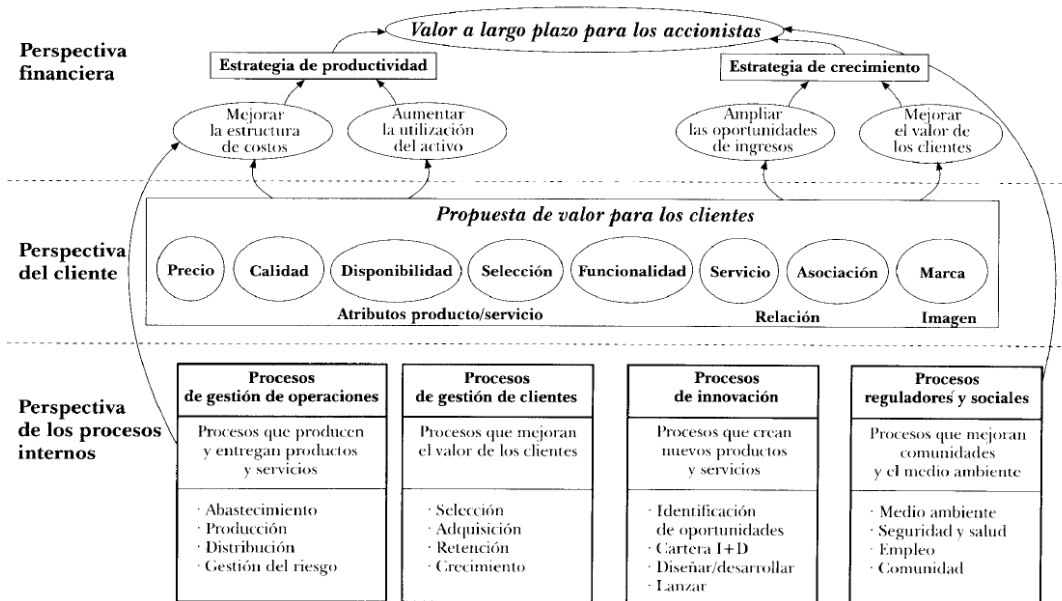 Perspectiva
financiera
Valor a largo plazo para los accionistas
Estrategia de productividad
Estrategia de crecimiento
Mejorar
la estructura
de costos
Aumentar
la utilización
del activo
Ampliar
las oportunidades
de ingresos
Mejorar
el valor de
los clientes
Perspectiva
del cliente
Propuesta de valor para los clientes
Precio
Calidad
Disponibilidad
Selección
Funcionalidad
Servicio
Asociación
Marca
Atributos producto/servicio
Relación
Imagen
Perspectiva
de los procesos
internos
Procesos
de gestión de operaciones
Procesos que producen
y entregan productos
y servicios
· Abastecimiento
· Producción
· Distribución
· Gestión del riesgo
Procesos
de gestión de clientes
Procesos que mejoran
el valor de los clientes
· Selección
· Adquisición
· Retención
· Crecimiento
Procesos
de innovación
Procesos que crean
nuevos productos
y servicios
· Identificación
de oportunidades
· Cartera I+D
· Diseñar/desarrollar
· Lanzar
Procesos
reguladores y sociales
Procesos que mejoran
comunidades
y el medio ambiente
· Medio ambiente
· Seguridad y salud
· Empleo
· Comunidad